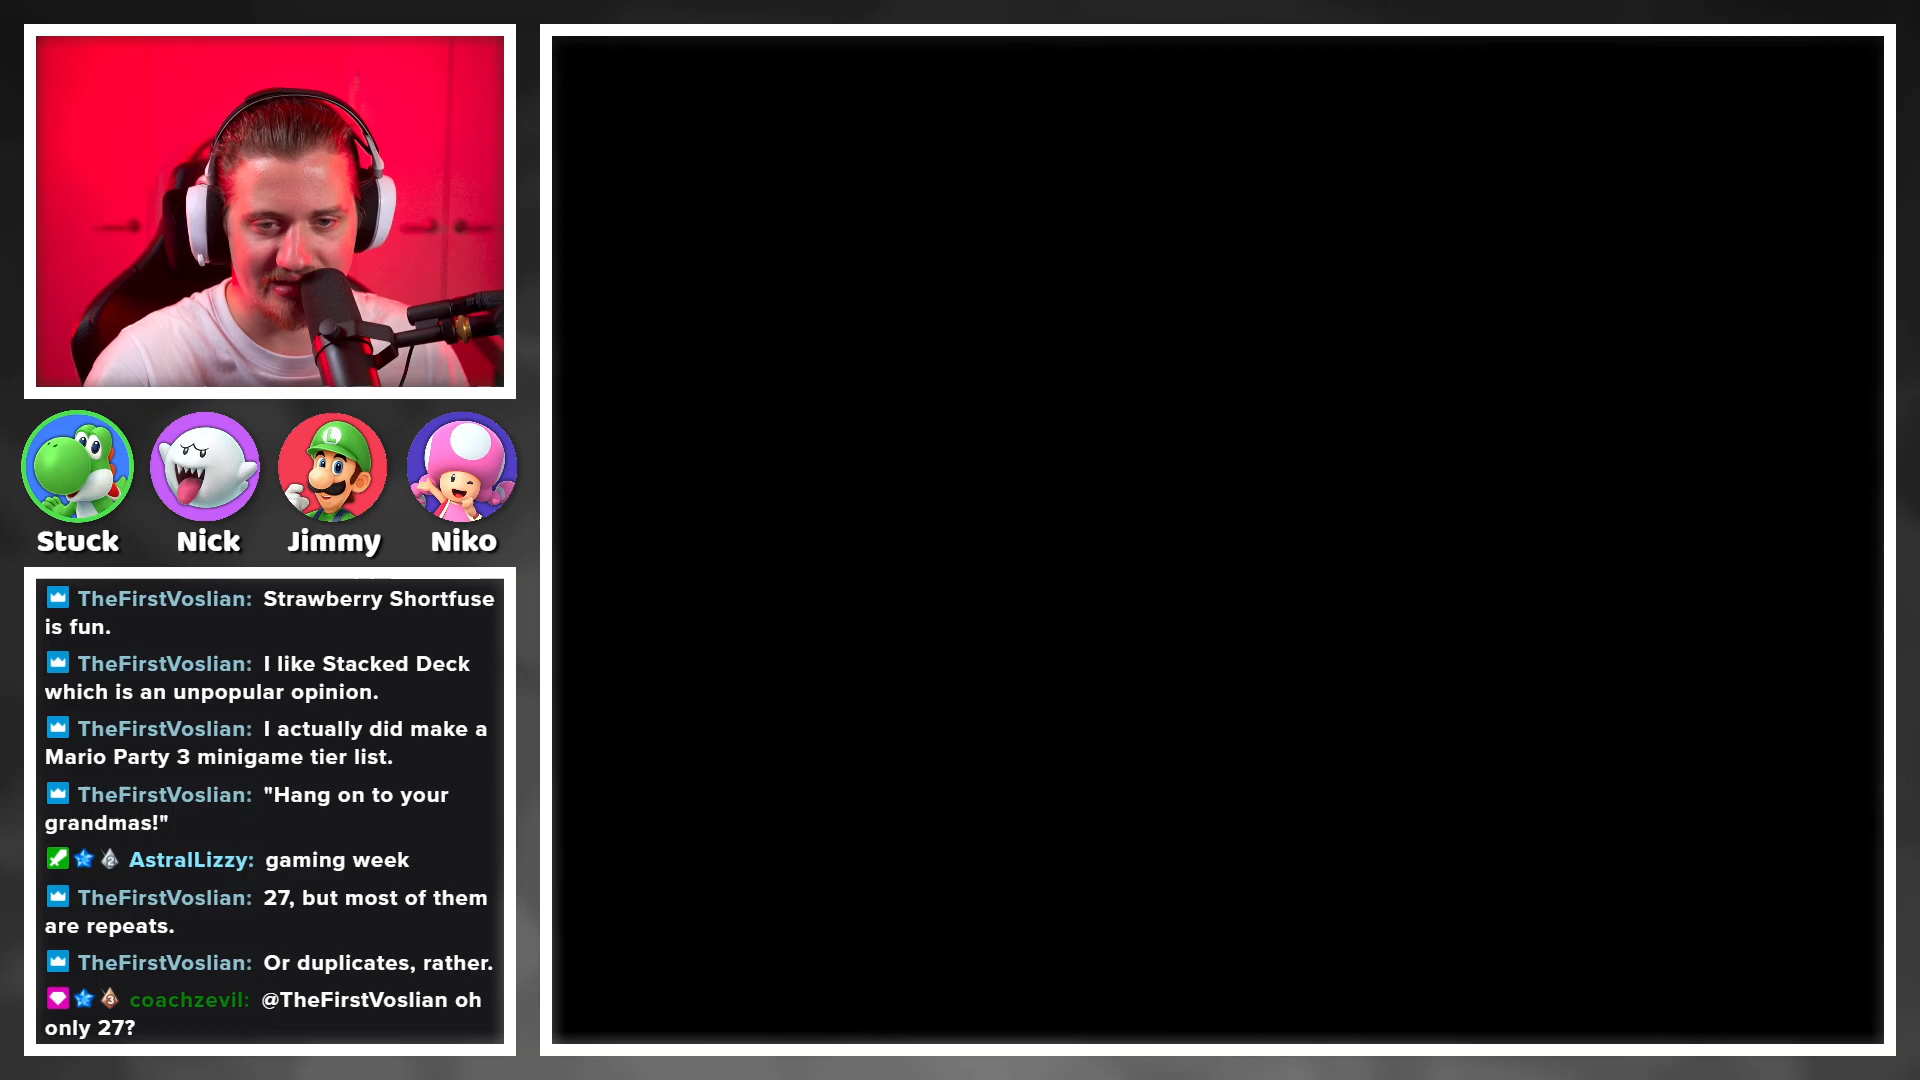 Stuck Nick Jimmy Niko
TheFirstVoslian: Strawberry Shortfuse
is fun.
TheFirstVoslian: I like Stacked Deck
which is an unpopular opinion.
TheFirstVoslian: I actually did make a
Mario Party 3 minigame tier list.
TheFirstVoslian: "Hang on to your
grandmas!"
2 AstralLizzy: gaming week
TheFirstVoslian: 27, but most of them
are repeats.
TheFirstVoslian: Or duplicates, rather.
3 coachzevil: @TheFirstVoslian oh
only 27?